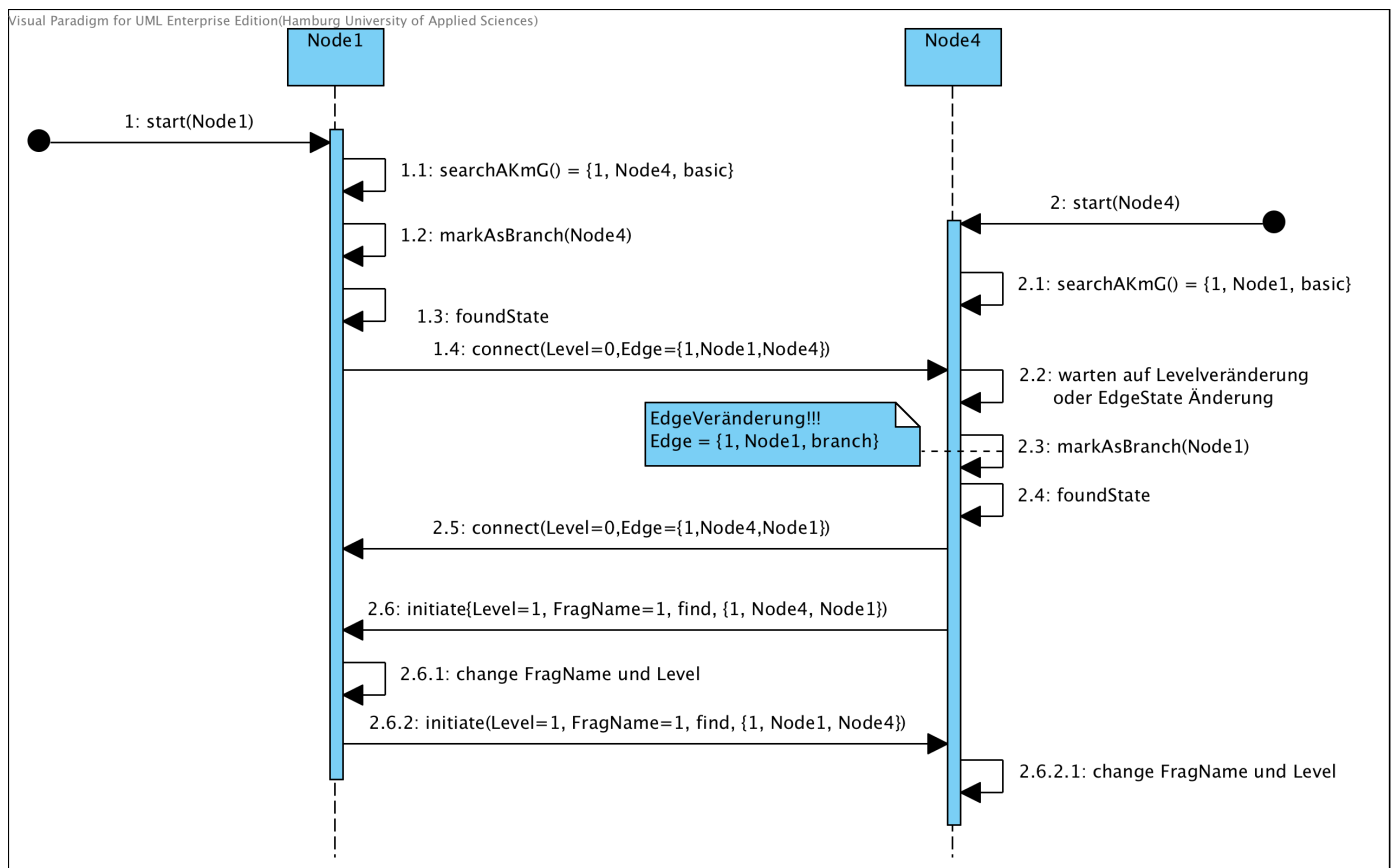 Visual Paradigm for UML Enterprise Edition(Hamburg University of Applied Sciences)
Node1
Node4
1: start(Node1)
1.1: searchAKmG() = {1, Node4, basic}
2: start(Node4)
1.2: markAsBranch(Node4)
2.1: searchAKmG() = {1, Node1, basic}
1.3: foundState
1.4: connect(Level=0,Edge={1,Node1,Node4})
2.2: warten auf Levelveränderung
oder EdgeState Änderung
EdgeVeränderung!!!
Edge = {1, Node1, branch}
2.3: markAsBranch(Node1)
2.4: foundState
2.5: connect(Level=0,Edge={1,Node4,Node1})
2.6: initiate{Level=1, FragName=1, find, {1, Node4, Node1})
2.6.1: change FragName und Level
2.6.2: initiate(Level=1, FragName=1, find, {1, Node1, Node4})
2.6.2.1: change FragName und Level